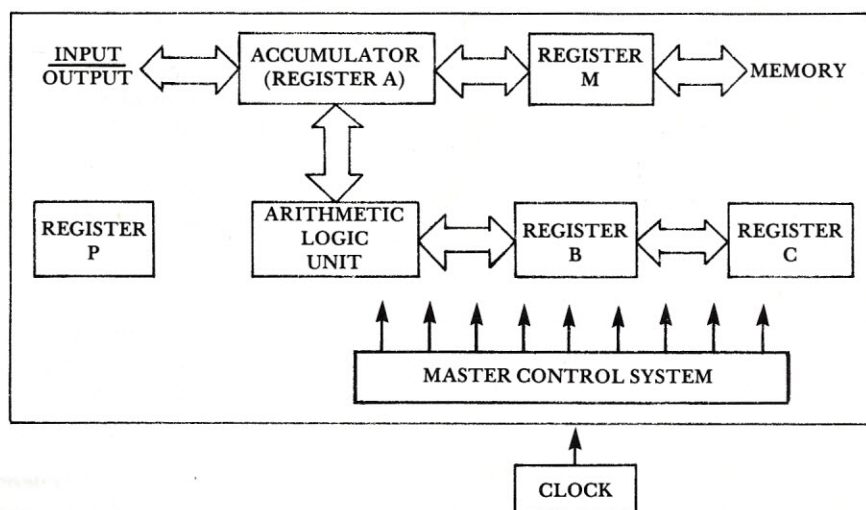 INPUT
OUTPUT
ACCUMULATOR
(REGISTER A)
REGISTER
M
MEMORY
REGISTER
P
ARITHMETIC
LOGIC
UNIT
REGISTER
B
REGISTER
C
MASTER CONTROL SYSTEM
CLOCK